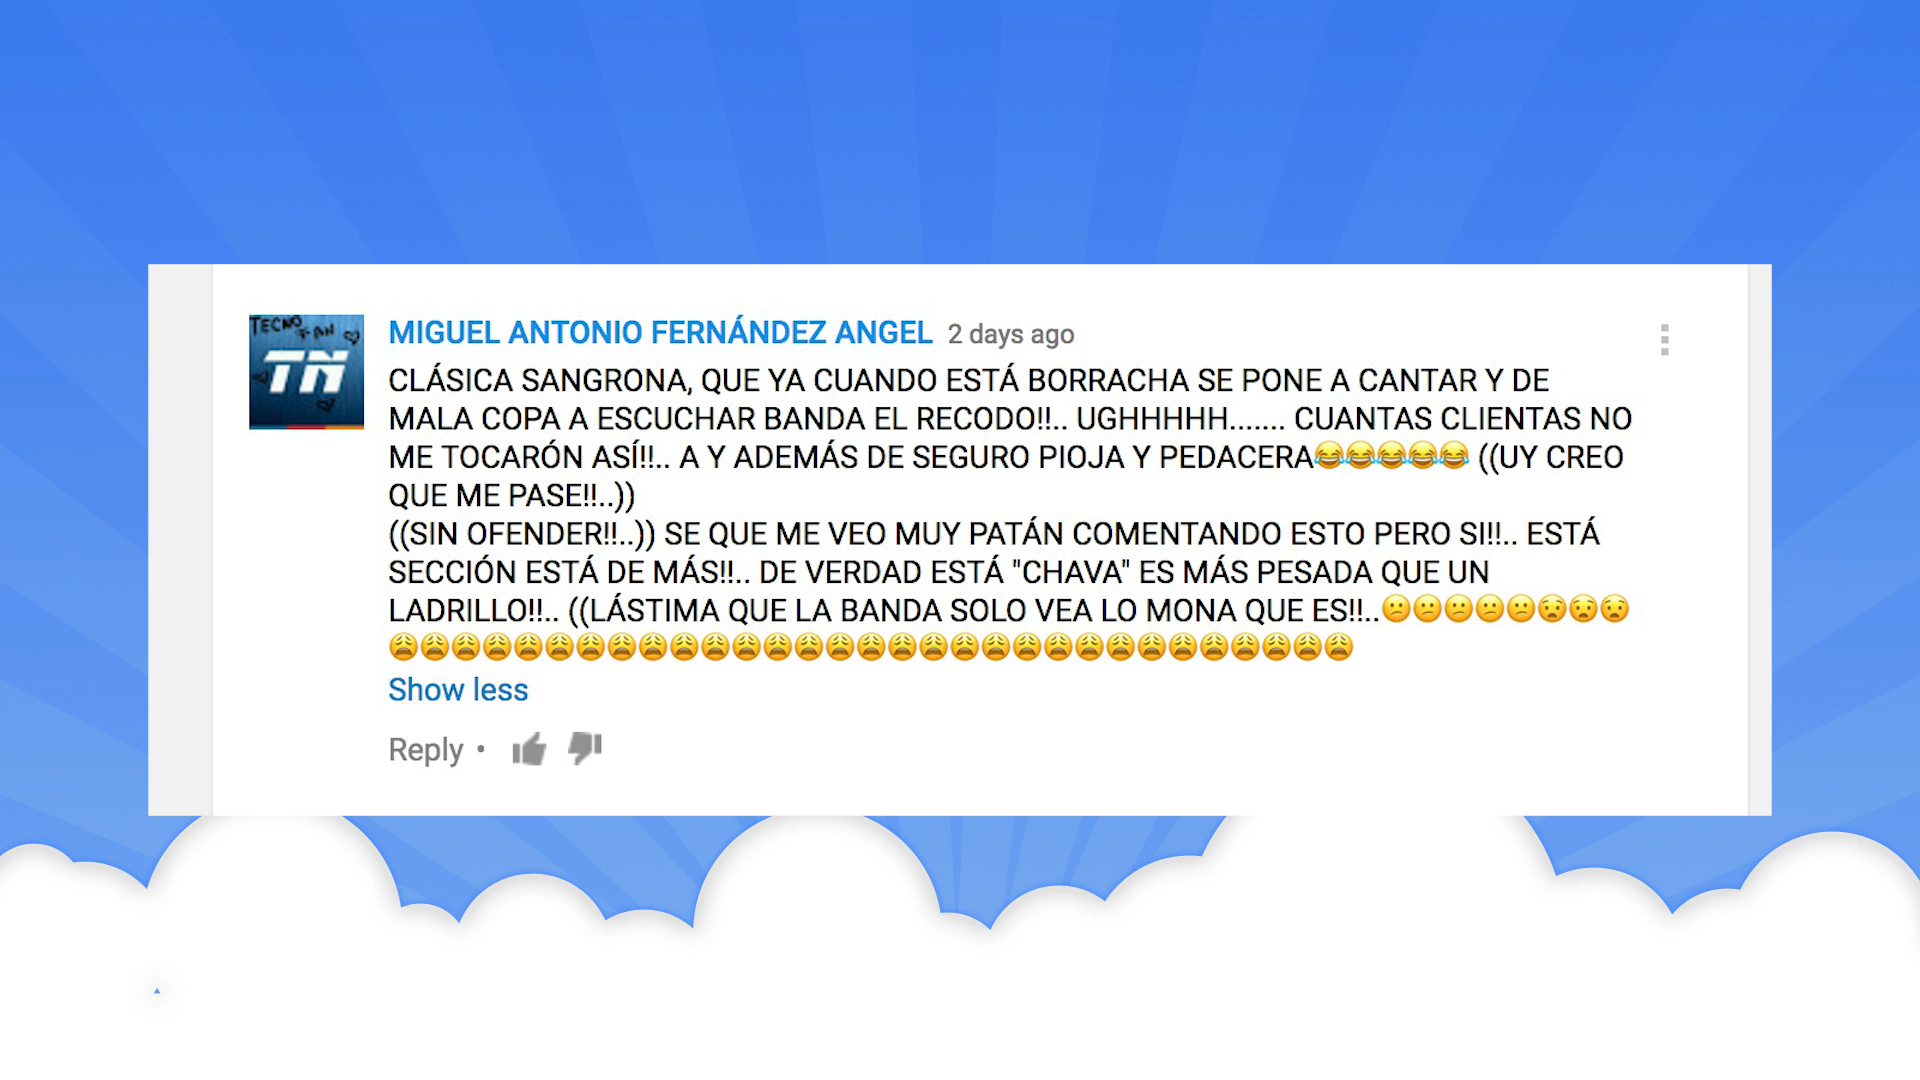 TECNO FAN
TN
MIGUEL ANTONIO FERNÁNDEZ ANGEL 2 days ago
CLÁSICA SANGRONA, QUE YA CUANDO ESTÁ BORRACHA SE PONE A CANTAR Y DE
MALA COPA A ESCUCHAR BANDA EL RECODO!!.. UGHHHHH....... CUANTAS CLIENTAS NO
ME TOCARÓN ASÍ!!.. A Y ADEMÁS DE SEGURO PIOJA Y PEDACERA😂😂😂😂😂 ((UY CREO
QUE ME PASE!!..))
((SIN OFENDER!!..)) SE QUE ME VEO MUY PATÁN COMENTANDO ESTO PERO SI!!.. ESTÁ
SECCIÓN ESTÁ DE MÁS!!.. DE VERDAD ESTÁ "CHAVA" ES MÁS PESADA QUE UN
LADRILLO!!.. ((LÁSTIMA QUE LA BANDA SOLO VEA LO MONA QUE ES!!..😕😕😕😕😕😧😧😧
😩😩😩😩😩😩😩😩😩😩😩😩😩😩😩😩😩😩😩😩😩😩😩😩😩😩😩😩😩😩😩
Show less
Reply •